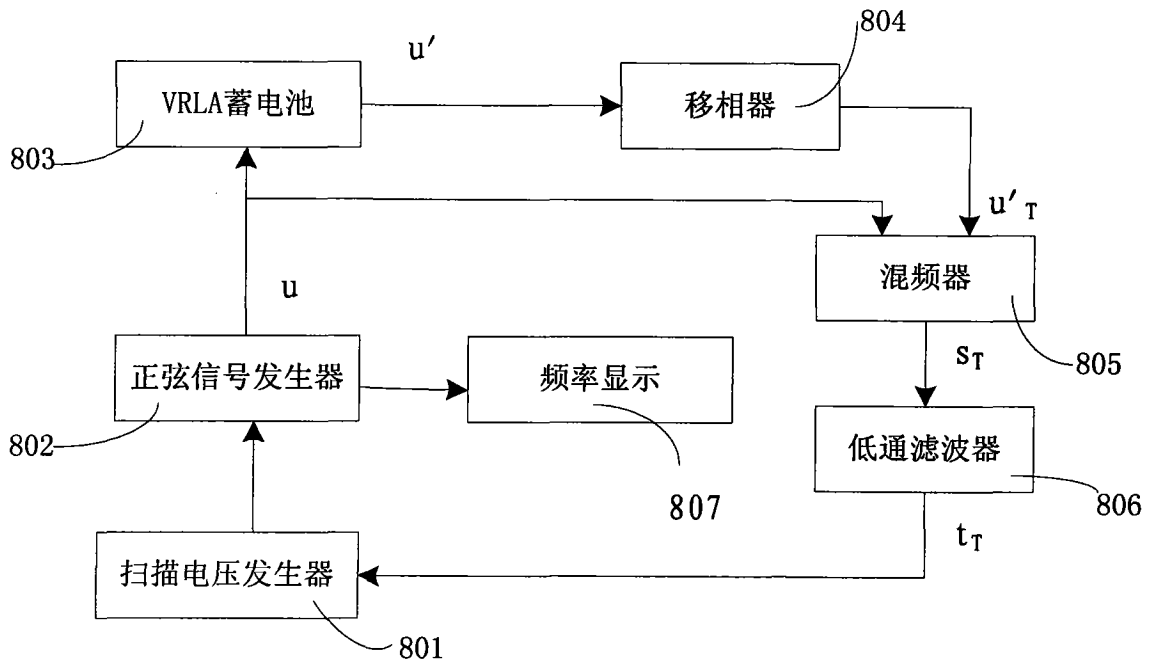 804
u′
VRLA蓄电池
移相器
803
u′T
混频器
u
805
sT
正弦信号发生器
频率显示
802
低通滤波器
806
807
tT
扫描电压发生器
801